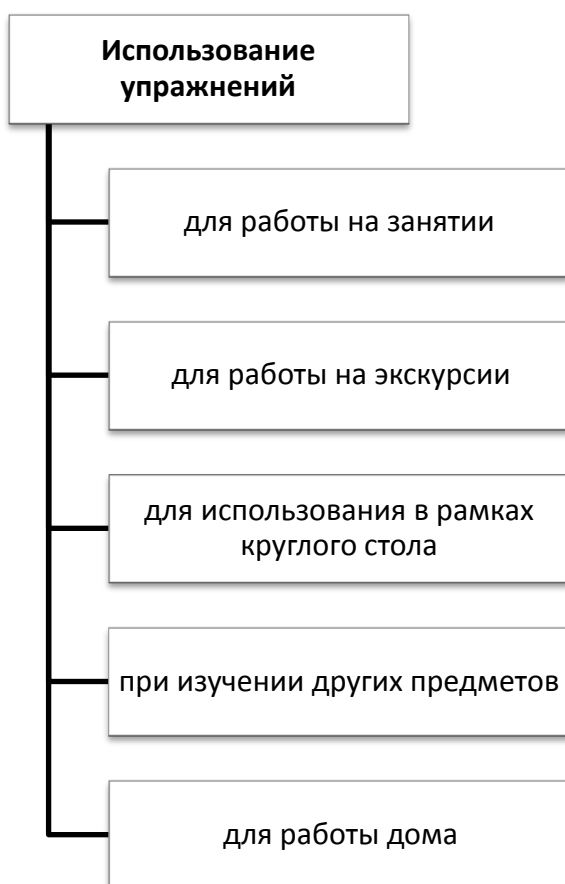 Использование
упражнений
для работы на занятии
для работы на экскурсии
для использования в рамках
круглого стола
при изучении других предметов
для работы дома